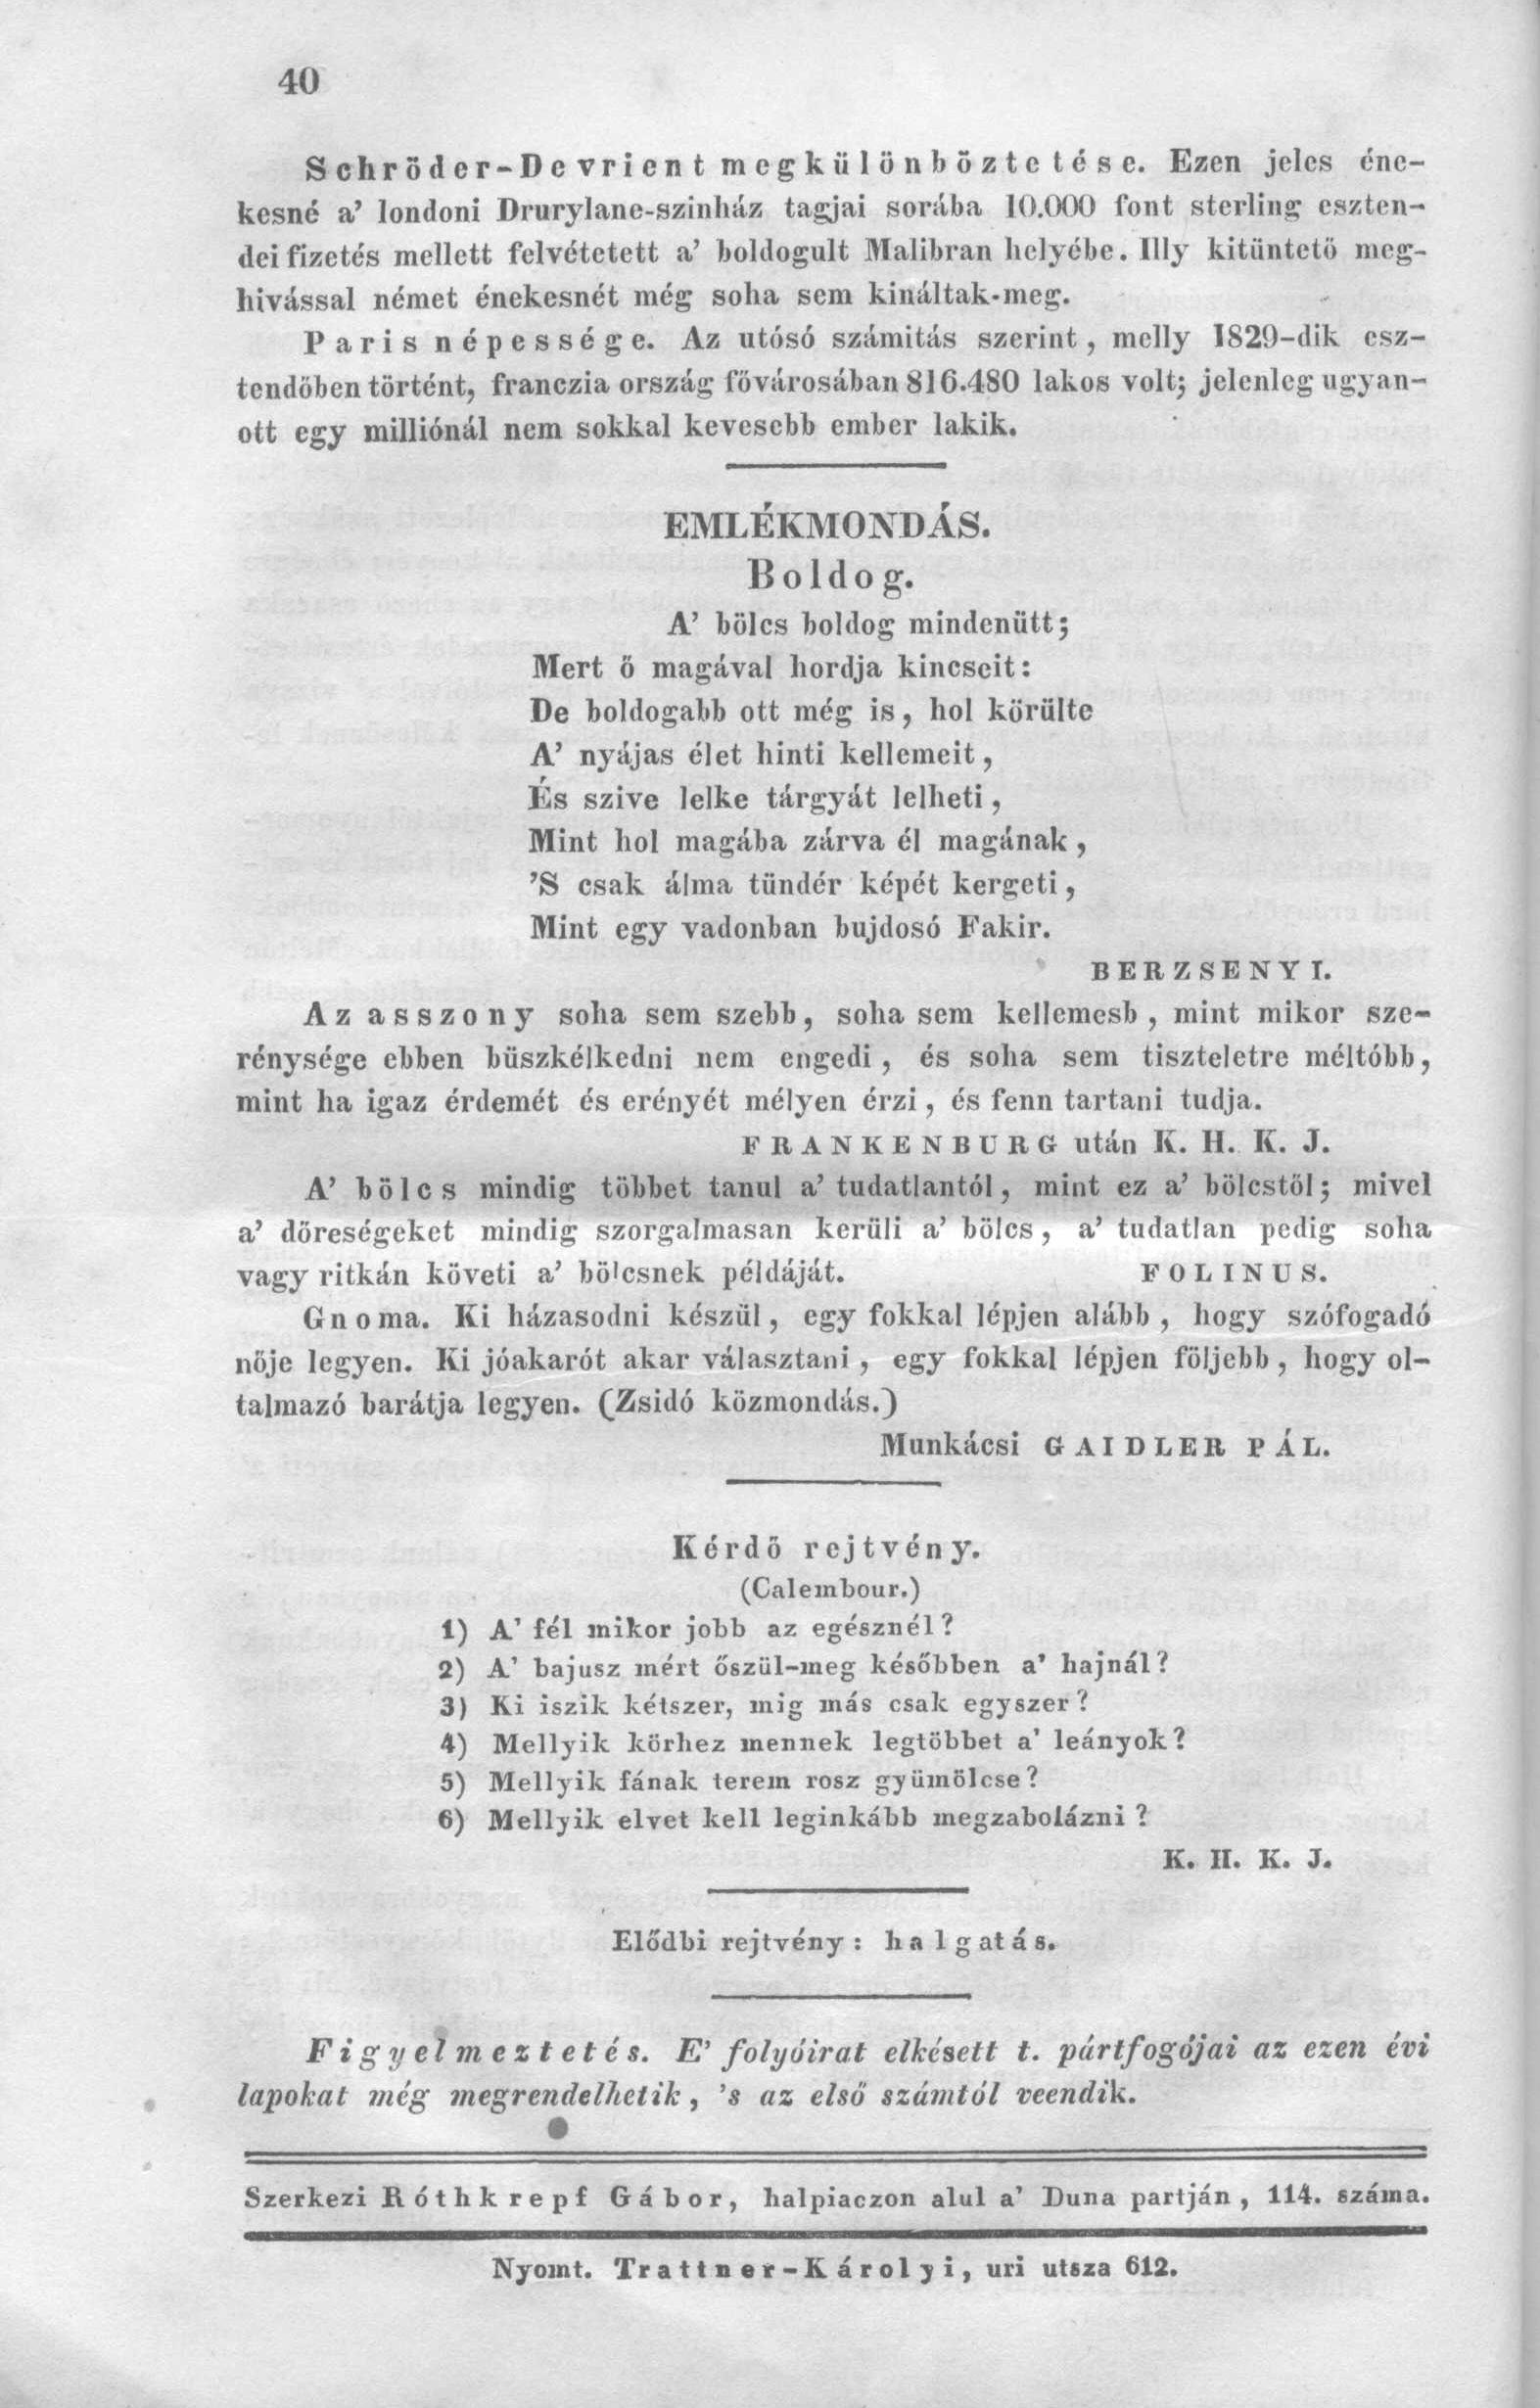 40
Schröder-Devrient megkülönböztetése. Ezen jeles éne-
kesné a’ londoni Drurylane-szinház tagjai sorába 10.000 font sterling eszten-
dei fizetés mellett felvétetett a’ boldogult Malibran helyébe. Illy kitüntető meg-
hivással német énekesnét még soha sem kináltak-meg.
Paris népessége. Az utósó számitás szerint, melly 1829-dik esz-
tendőben történt, franczia ország fővárosában 816.480 lakos volt; jelenleg ugyan-
ott egy milliónál nem sokkal kevesebb ember lakik.
EMLÉKMONDÁS.
Boldog.
A’ bölcs boldog mindenütt;
Mert ő magával hordja kincseit:
De boldogabb ott még is, hol körülte
A’ nyájas élet hinti kellemeit,
És szive lelke tárgyát lelheti,
Mint hol magába zárva él magának,
’S csak álma tündér képét kergeti,
Mint egy vadonban bujdosó Fakir.
BERZSENYI.
Az asszony soha sem szebb, soha sem kellemesb, mint mikor sze-
rénysége ebben büszkélkedni nem engedi, és soha sem tiszteletre méltóbb,
mint ha igaz érdemét és erényét mélyen érzi, és fenn tartani tudja.
FRANKENBURG után K. H. K. J.
A’ bölcs mindig többet tanul a’ tudatlantól, mint ez a’ bölcstöl; mivel
a’ dőreségeket mindig szorgalmasan kerüli a’ bölcs, a’ tudatlan pedig soha
vagy ritkán követi a’ bölcsnek példáját. FOLINUS.
Gnoma. Ki házasodni készül, egy fokkal lépjen alább, hogy szófogadó
nője legyen. Ki jóakarót akar választani, egy fokkal lépjen följebb, hogy ol-
talmazó barátja legyen. (Zsidó közmondás.)
Munkácsi GAIDLER PÁL.
Kérdő rejtvény.
(Calembour.)
1) A’ fél mikor jobb az egésznél?
2) A’ bajusz mért őszül-meg későbben a’ hajnál?
3) Ki iszik kétszer, mig más csak egyszer?
4) Mellyik körhez mennek legtöbbet a’ leányok?
5) Mellyik fának terem rosz gyümölcse?
6) Mellyik elvet kell leginkább megzabolázni?
K. H. K. J.
Elődbi rejtvény: halgatás.
Figyelmeztetés. E’ folyóirat elkésett t. pártfogójai az ezen évi
lapokat még megrendelhetik, ’s az első számtól veendik.
Szerkezi Róthkrepf Gábor, halpiaczon alul a’ Duna partján, 114. száma.
Nyomt. Trattner-Károlyi, uri utsza 612.